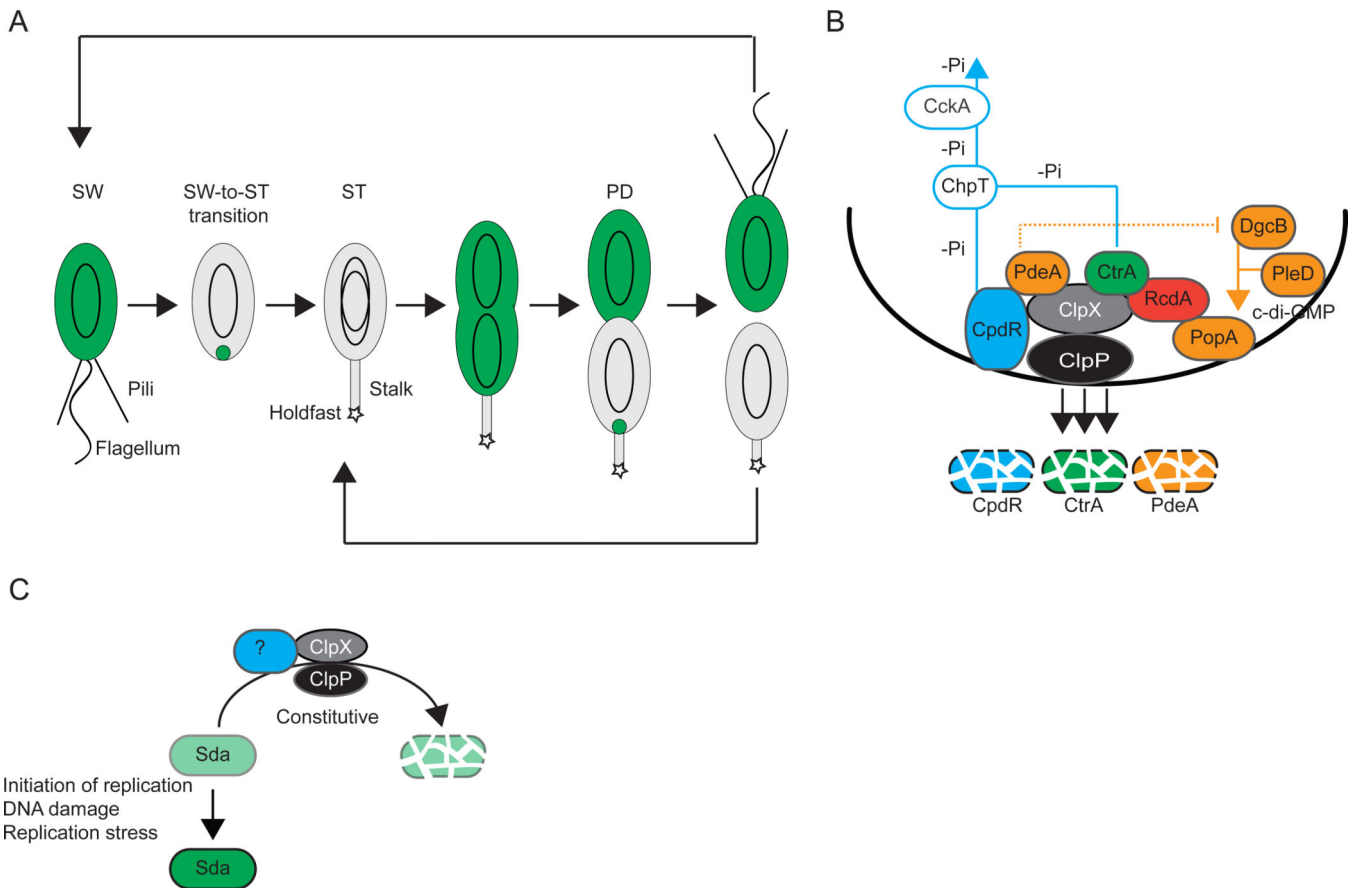 A
SW
SW-to-ST
transition
ST
PD
Pili
Flagellum
Holdfast
Stalk
B
-Pi
CckA
-Pi
ChpT
-Pi
-Pi
DgcB
PdeA
CtrA
PleD
ClpX
RcdA
c-di-GMP
CpdR
PopA
ClpP
CpdR
CtrA
PdeA
C
?
ClpX
ClpP
Constitutive
Sda
Initiation of replication
DNA damage
Replication stress
Sda